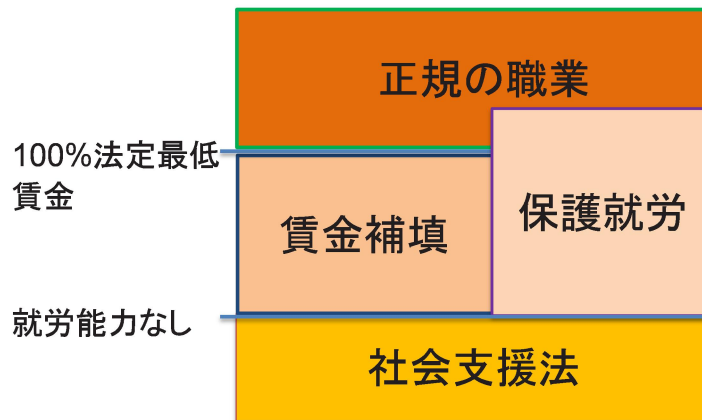 正規の職業
100%法定最低
賃金
保護就労
賃金補填
就労能力なし
社会支援法